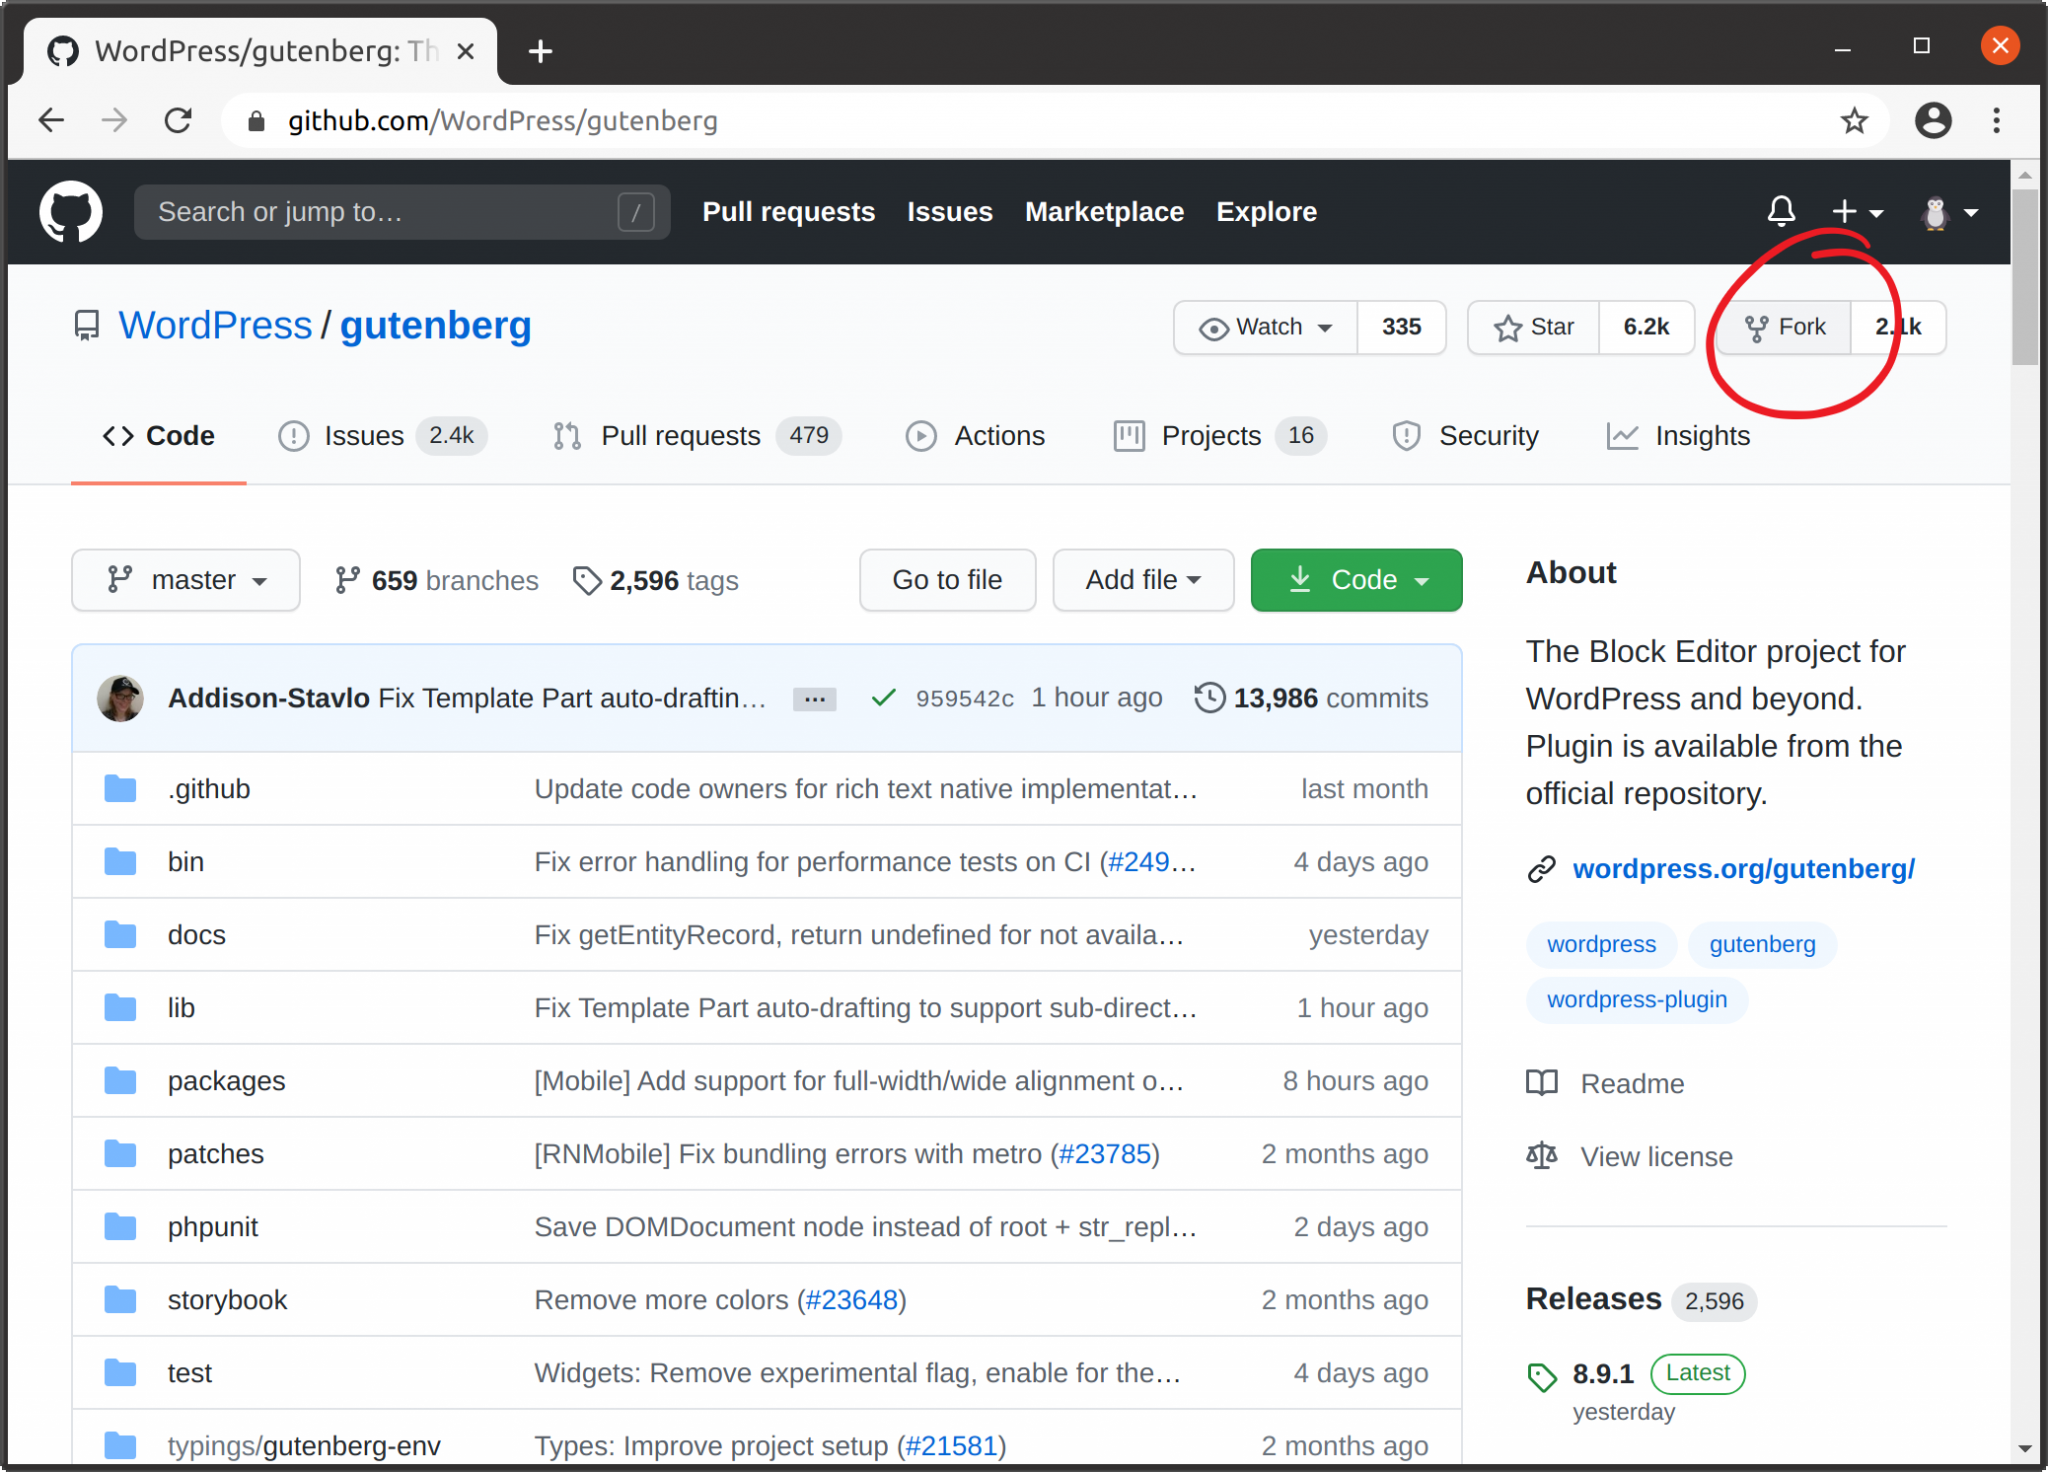 WordPress/gutenberg: Th
github.com/WordPress/gutenberg
Search or jump to… / Pull requests Issues Marketplace Explore
WordPress / gutenberg Watch 335 Star 6.2k Fork 2.1k
Code Issues 2.4k Pull requests 479 Actions Projects 16 Security Insights
master 659 branches 2,596 tags Go to file Add file Code
Addison-Stavlo Fix Template Part auto-draftin… ... 959542c 1 hour ago 13,986 commits
.github Update code owners for rich text native implementat… last month
bin Fix error handling for performance tests on CI (#249… 4 days ago
docs Fix getEntityRecord, return undefined for not availa… yesterday
lib Fix Template Part auto-drafting to support sub-direct… 1 hour ago
packages [Mobile] Add support for full-width/wide alignment o… 8 hours ago
patches [RNMobile] Fix bundling errors with metro (#23785) 2 months ago
phpunit Save DOMDocument node instead of root + str_repl… 2 days ago
storybook Remove more colors (#23648) 2 months ago
test Widgets: Remove experimental flag, enable for the… 4 days ago
typings/gutenberg-env Types: Improve project setup (#21581) 2 months ago
About
The Block Editor project for
WordPress and beyond.
Plugin is available from the
official repository.
wordpress.org/gutenberg/
wordpress gutenberg
wordpress-plugin
Readme
View license
Releases 2,596
8.9.1 Latest
yesterday